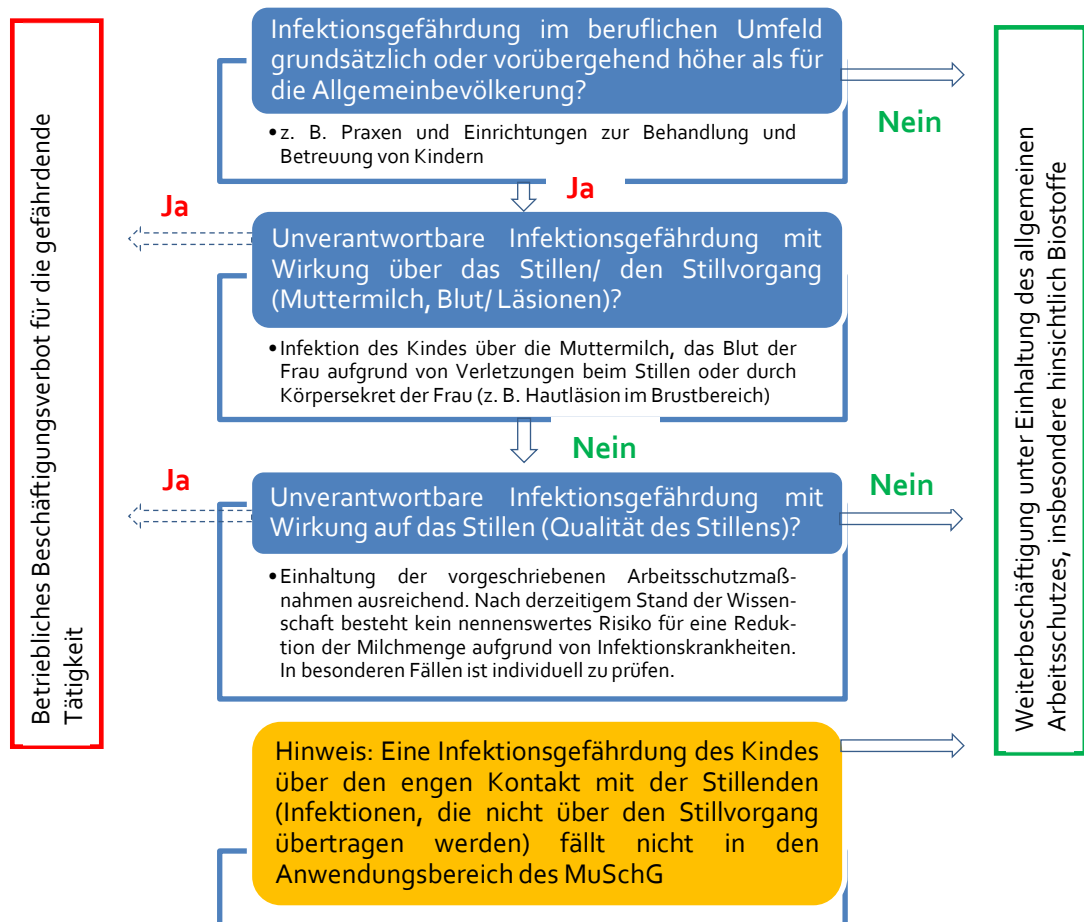 Infektionsgefährdung im beruflichen Umfeld
grundsätzlich oder vorübergehend höher als für
die Allgemeinbevölkerung?
Nein
• z. B. Praxen und Einrichtungen zur Behandlung und
Betreuung von Kindern
Ja
Ja
Unverantwortbare Infektionsgefährdung mit
Wirkung über das Stillen/ den Stillvorgang
(Muttermilch, Blut/ Läsionen)?
• Infektion des Kindes über die Muttermilch, das Blut der
Frau aufgrund von Verletzungen beim Stillen oder durch
Körpersekret der Frau (z. B. Hautläsion im Brustbereich)
Nein
Ja
Unverantwortbare Infektionsgefährdung mit
Wirkung auf das Stillen (Qualität des Stillens)?
Nein
• Einhaltung der vorgeschriebenen Arbeitsschutzmaß-
nahmen ausreichend. Nach derzeitigem Stand der Wissen-
schaft besteht kein nennenswertes Risiko für eine Reduk-
tion der Milchmenge aufgrund von Infektionskrankheiten.
In besonderen Fällen ist individuell zu prüfen.
Hinweis: Eine Infektionsgefährdung des Kindes
über den engen Kontakt mit der Stillenden
(Infektionen, die nicht über den Stillvorgang
übertragen werden) fällt nicht in den
Anwendungsbereich des MuSchG
Betriebliches Beschäftigungsverbot für die gefährdende
Tätigkeit
Weiterbeschäftigung unter Einhaltung des allgemeinen
Arbeitsschutzes, insbesondere hinsichtlich Biostoffe